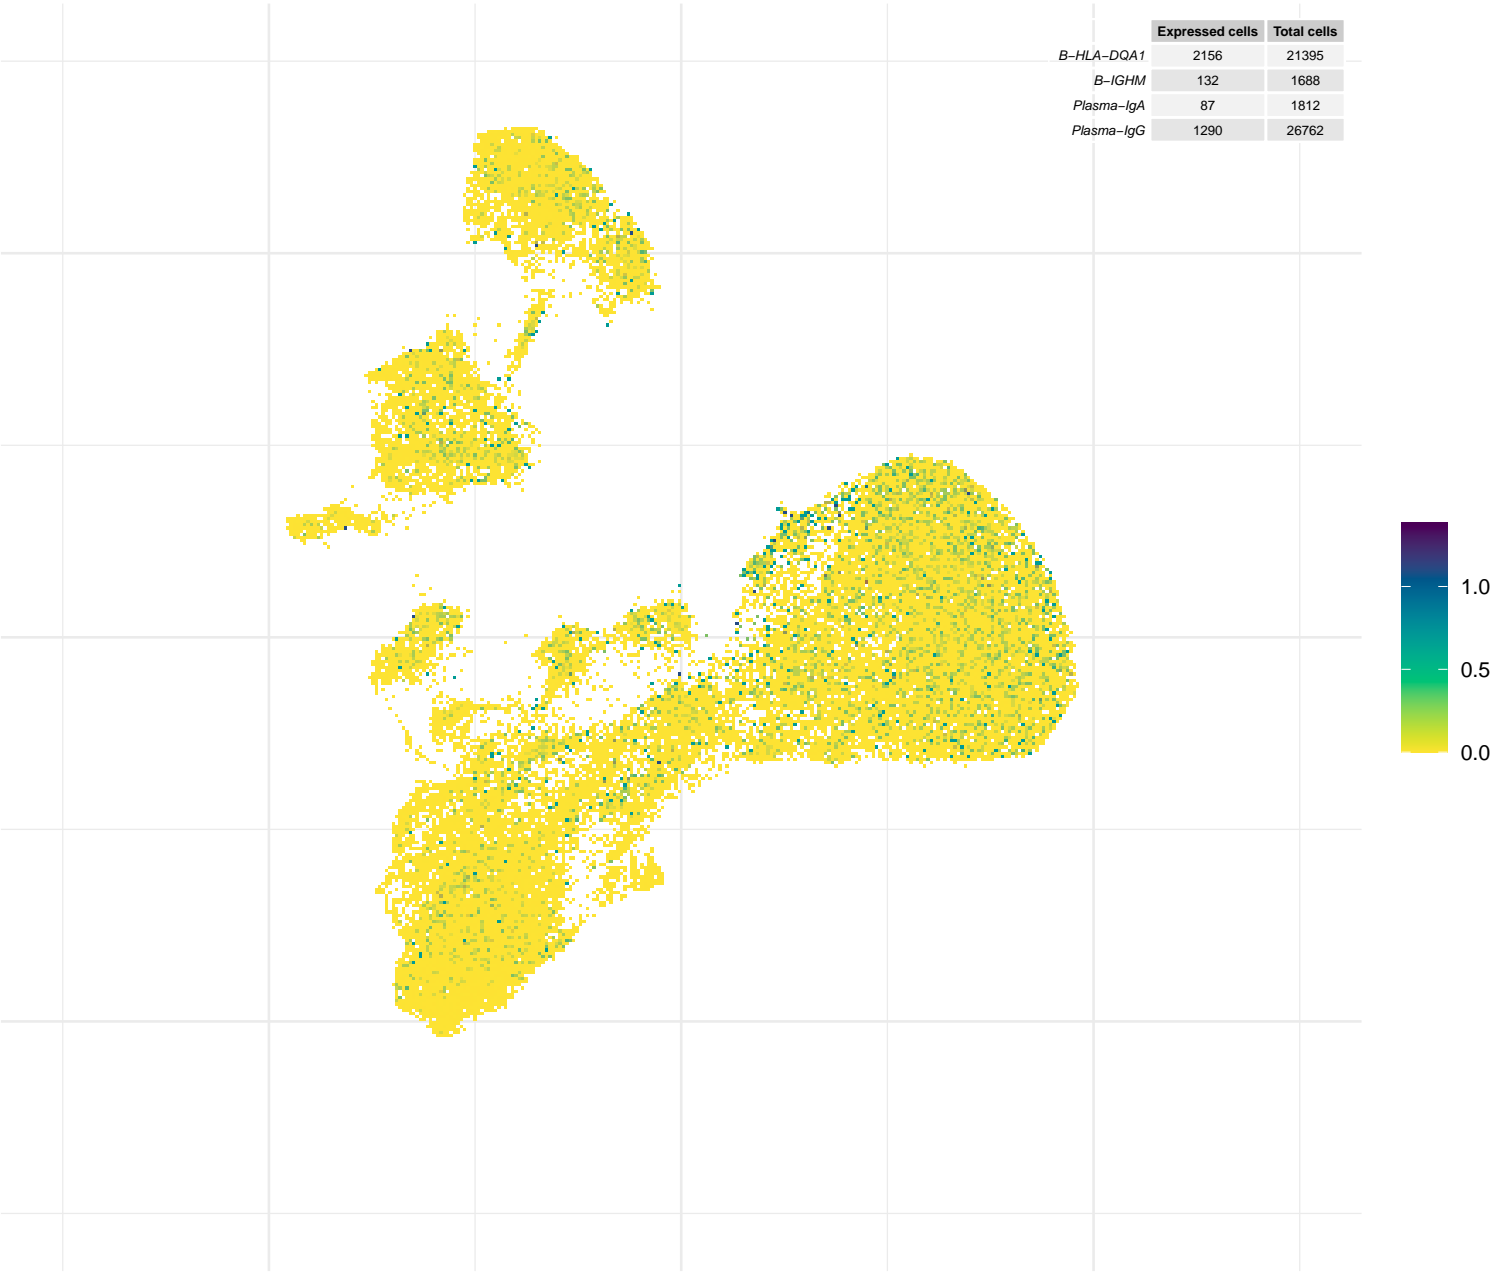 Expressed cells Total cells
B−HLA−DQA1 2156 21395
B−IGHM 132 1688
Plasma−IgA 87 1812
Plasma−IgG 1290 26762
1.0
0.5
0.0